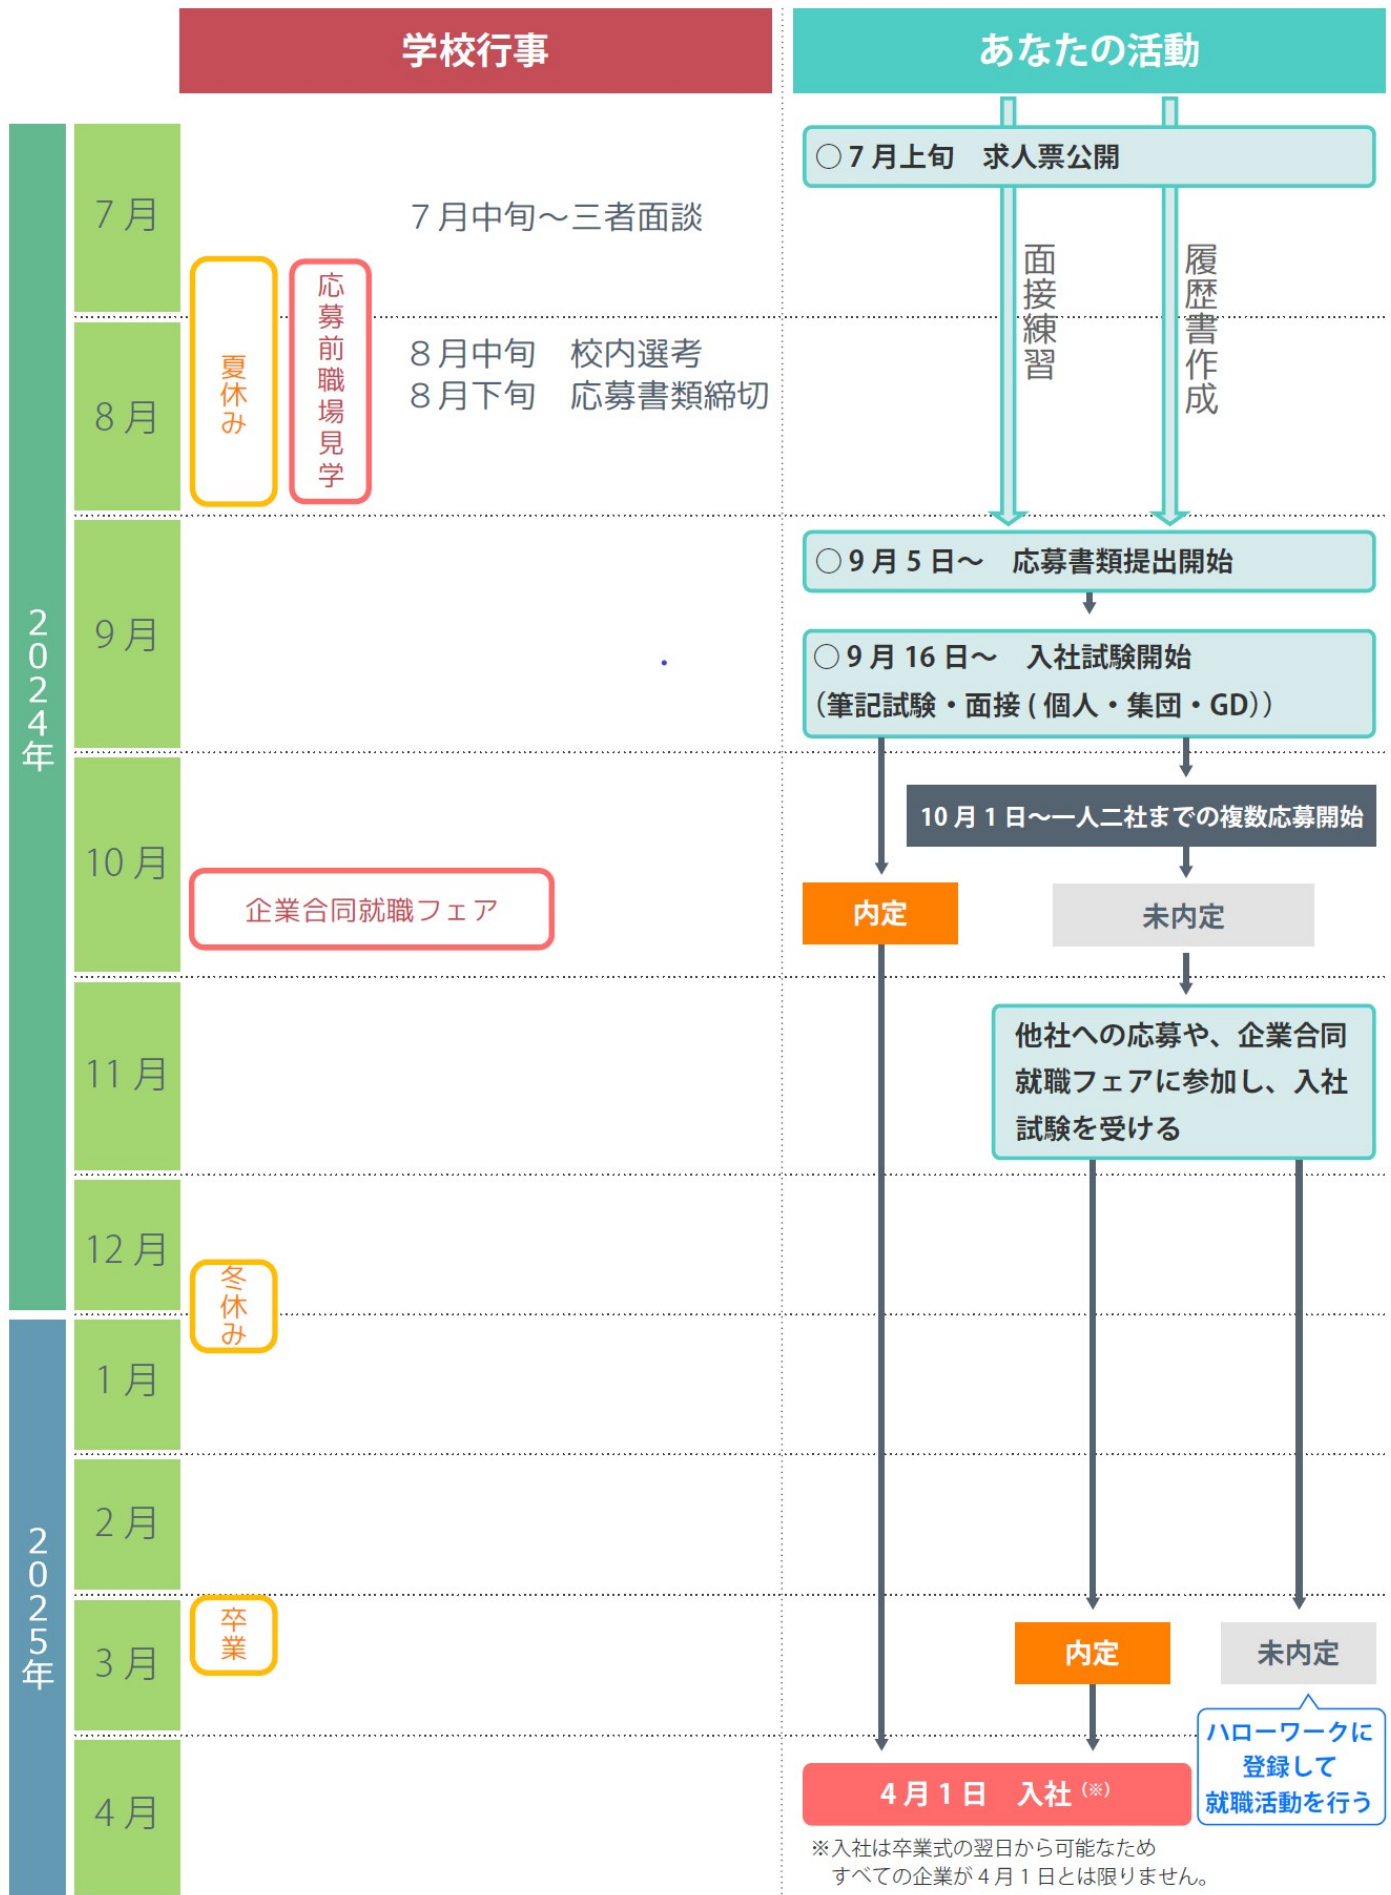 学校行事
あなたの活動
2024年
7月
7月中旬～三者面談
○7月上旬　求人票公開
面接練習
履歴書作成
夏休み
応募前職場見学
8月
8月中旬　校内選考
8月下旬　応募書類締切
9月
○9月5日～　応募書類提出開始
○9月16日～　入社試験開始
（筆記試験・面接(個人・集団・GD)）
10月
10月1日～一人二社までの複数応募開始
企業合同就職フェア
内定
未内定
11月
他社への応募や、企業合同
就職フェアに参加し、入社
試験を受ける
12月
冬休み
2025年
1月
2月
3月
卒業
内定
未内定
ハローワークに
登録して
就職活動を行う
4月
4月1日　入社(※)
※入社は卒業式の翌日から可能なため
すべての企業が4月1日とは限りません。